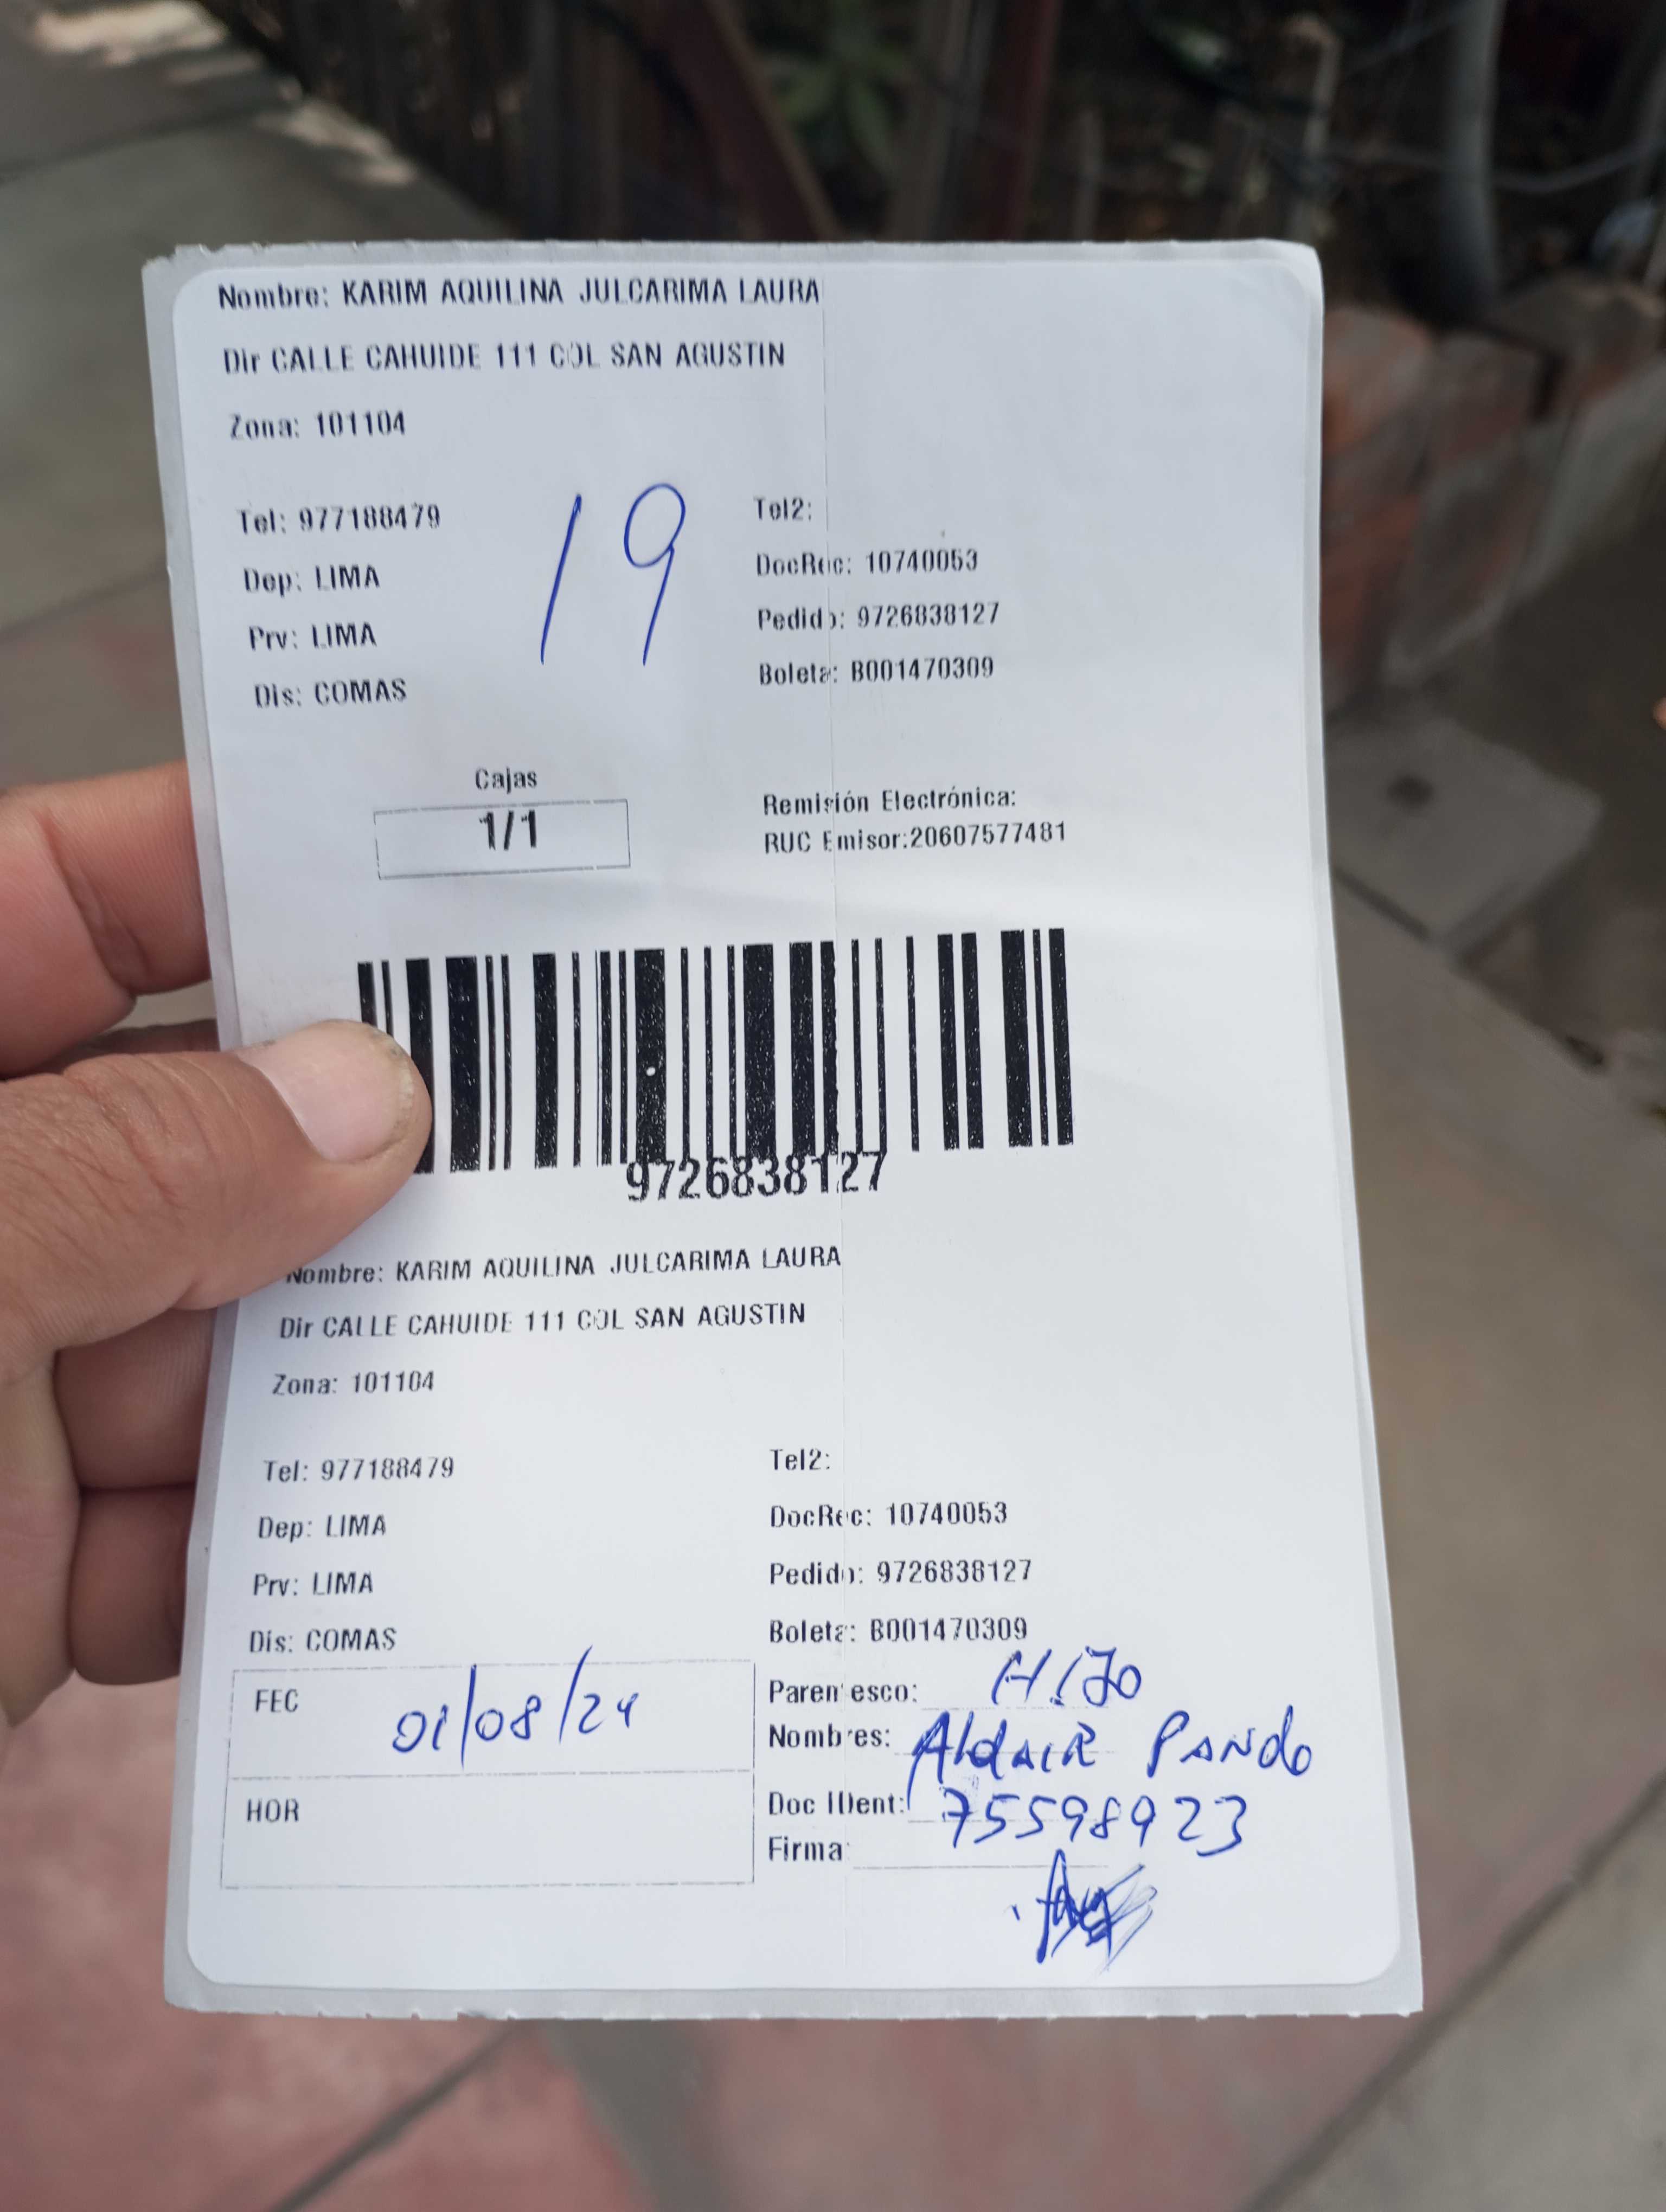 Nombre: KARIM AQUILINA JULCARIMA LAURA
Dir CALLE CAHUIDE 111 COL SAN AGUSTIN
Zona: 101104
19
Tel: 977188479
Dep: LIMA
Prv: LIMA
Dis: COMAS
Tel2:
DocRec: 10740053
Pedido: 9726838127
Boleta: B001470309
Cajas
1/1
Remisión Electrónica:
RUC Emisor:20607577481
9726838127
Nombre: KARIM AQUILINA JULCARIMA LAURA
Dir CALLE CAHUIDE 111 COL SAN AGUSTIN
Zona: 101104
Tel: 977188479
Dep: LIMA
Prv: LIMA
Dis: COMAS
Tel2:
DocRec: 10740053
Pedido: 9726838127
Boleta: B001470309
FEC 01/08/24
HOR
Parentesco: HIJO
Nombres: AldAIR PANdo
Doc IDent: 75598923
Firma: